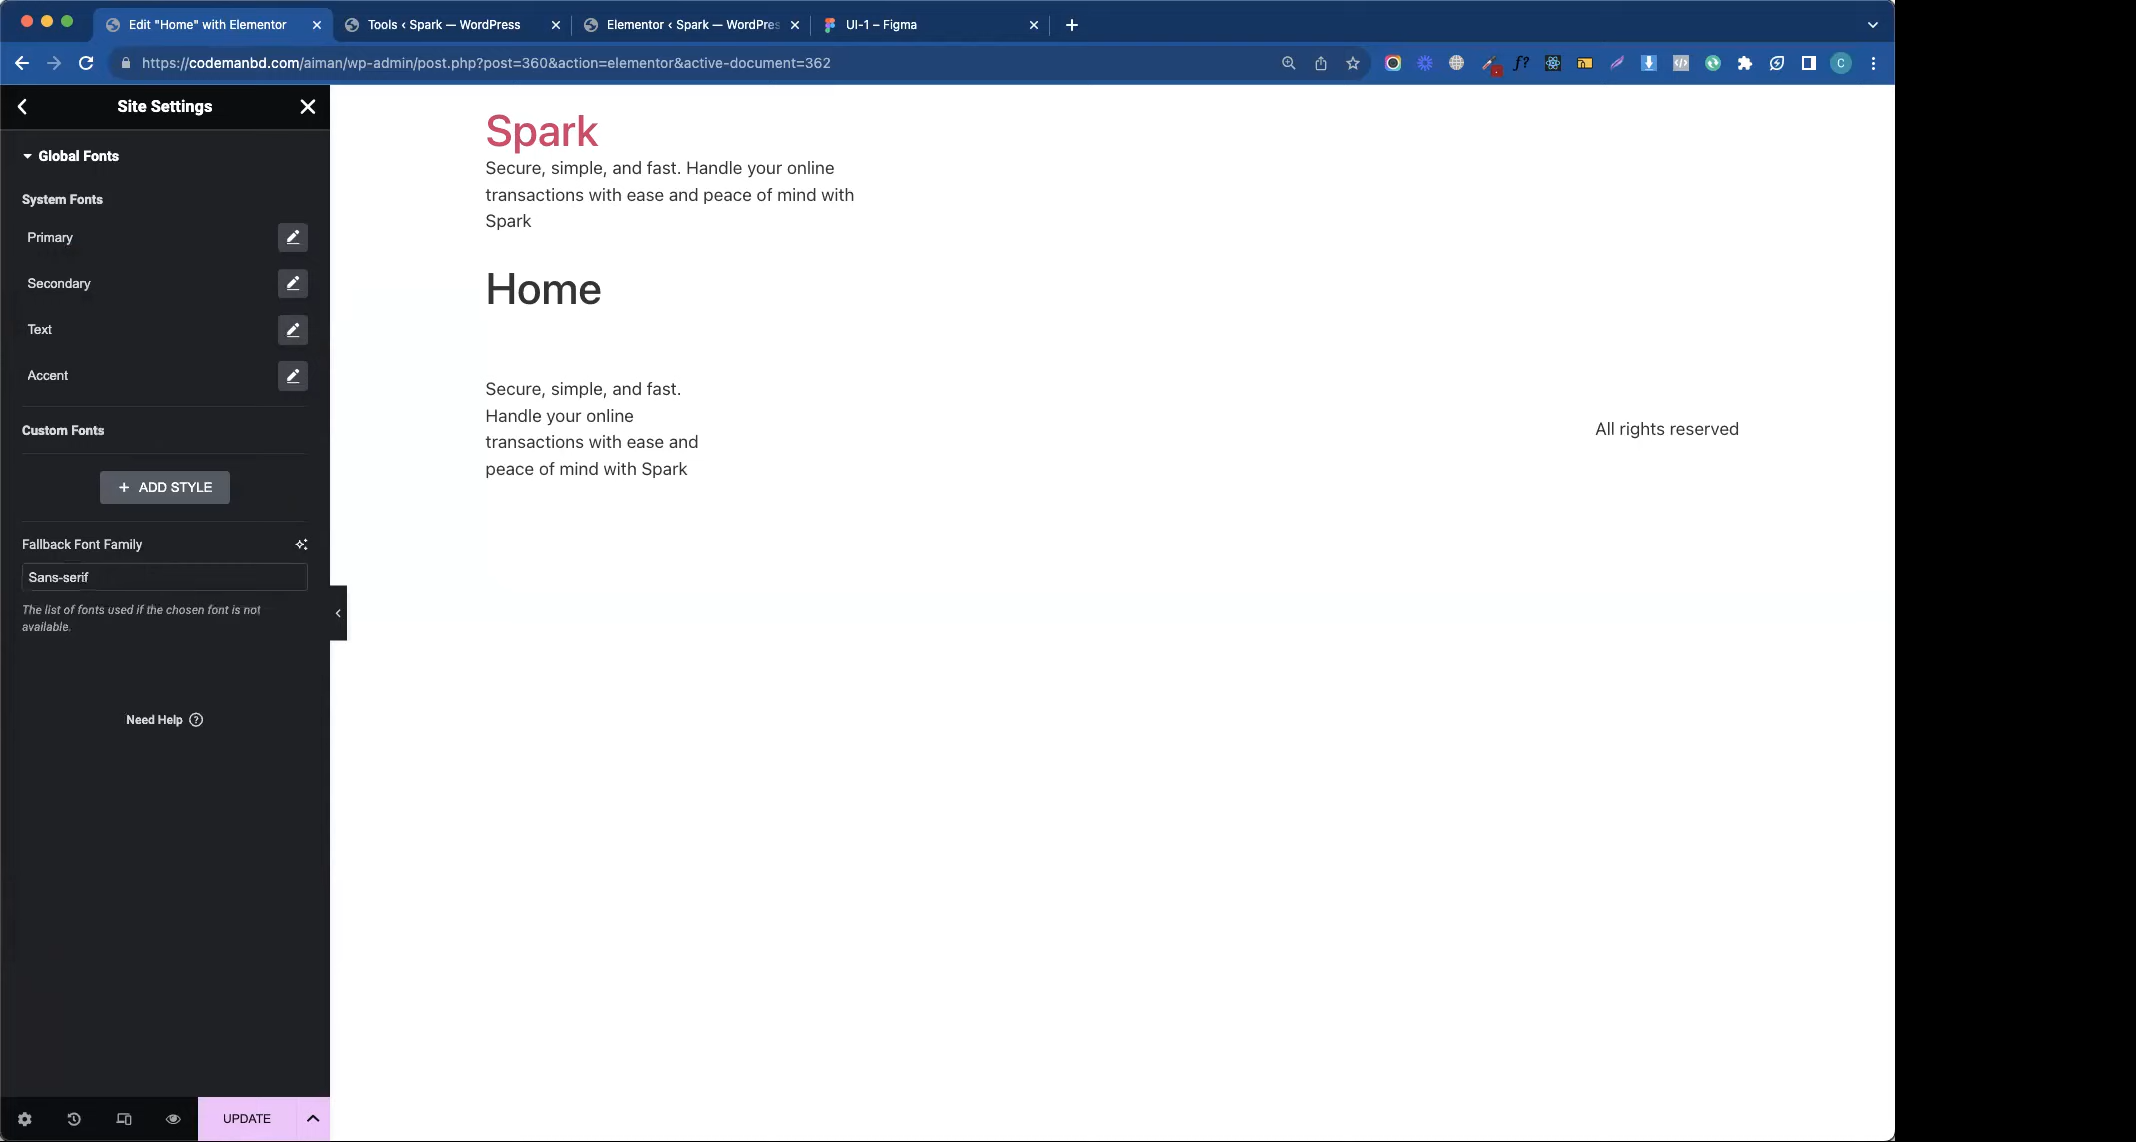 Edit "Home" with Elementor
Tools ‹ Spark — WordPress
Elementor ‹ Spark — WordPres
UI-1 – Figma
https://codemanbd.com/aiman/wp-admin/post.php?post=360&action=elementor&active-document=362
f?
C
Site Settings
Global Fonts
System Fonts
Primary
Secondary
Text
Accent
Custom Fonts
+ ADD STYLE
Fallback Font Family
Sans-serif
The list of fonts used if the chosen font is not
available.
Need Help ?
UPDATE
Spark
Secure, simple, and fast. Handle your online
transactions with ease and peace of mind with
Spark
Home
Secure, simple, and fast.
Handle your online
transactions with ease and
peace of mind with Spark
All rights reserved